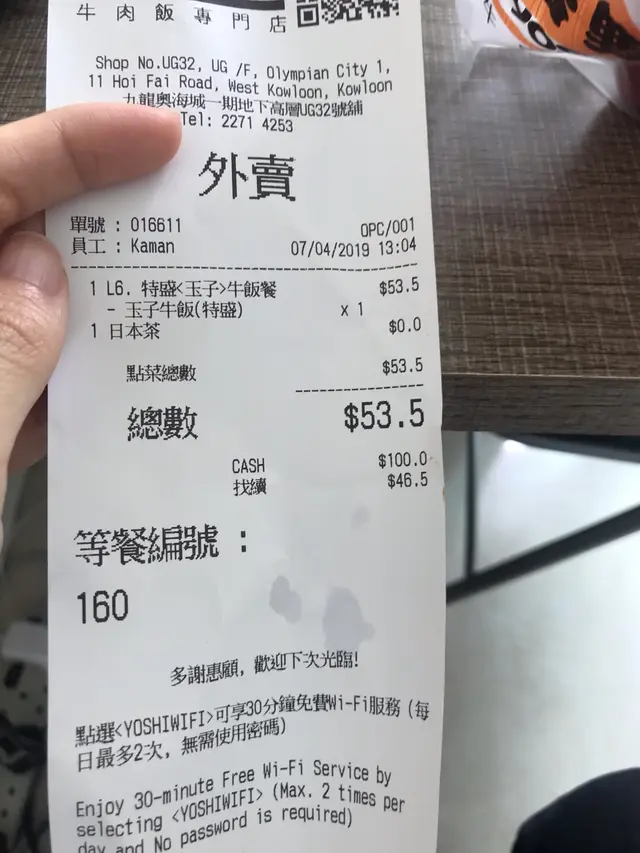 牛肉飯專門店
Shop No.UG32, UG /F, Olympian City 1,
11 Hoi Fai Road, West Kowloon, Kowloon
九龍奧海城一期地下高層UG32號舖
Tel: 2271 4253
外賣
單號 : 016611 OPC/001
員工 : Kaman 07/04/2019 13:04
1 L6. 特盛<玉子>牛飯餐 $53.5
- 玉子牛飯(特盛) x 1
1 日本茶 $0.0
點菜總數 $53.5
總數 $53.5
CASH $100.0
找續 $46.5
等餐編號 :
160
多謝惠顧, 歡迎下次光臨!
點選<YOSHIWIFI>可享30分鐘免費Wi-Fi服務 (每
日最多2次, 無需使用密碼)
Enjoy 30-minute Free Wi-Fi Service by
selecting <YOSHIWIFI> (Max. 2 times per
day and No password is required)